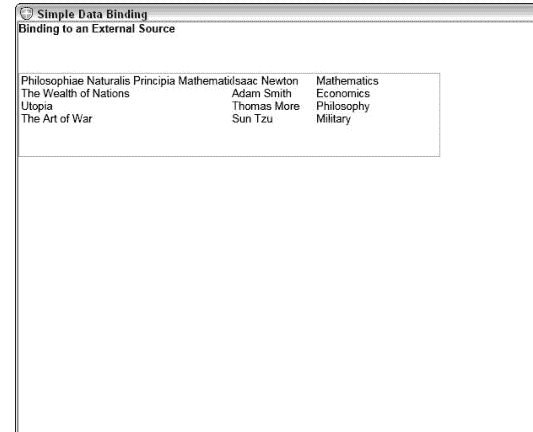 Simple Data Binding
Binding to an External Source
Philosophiae Naturalis Principia Mathematic Isaac Newton Mathematics
The Wealth of Nations Adam Smith Economics
Utopia Thomas More Philosophy
The Art of War Sun Tzu Military